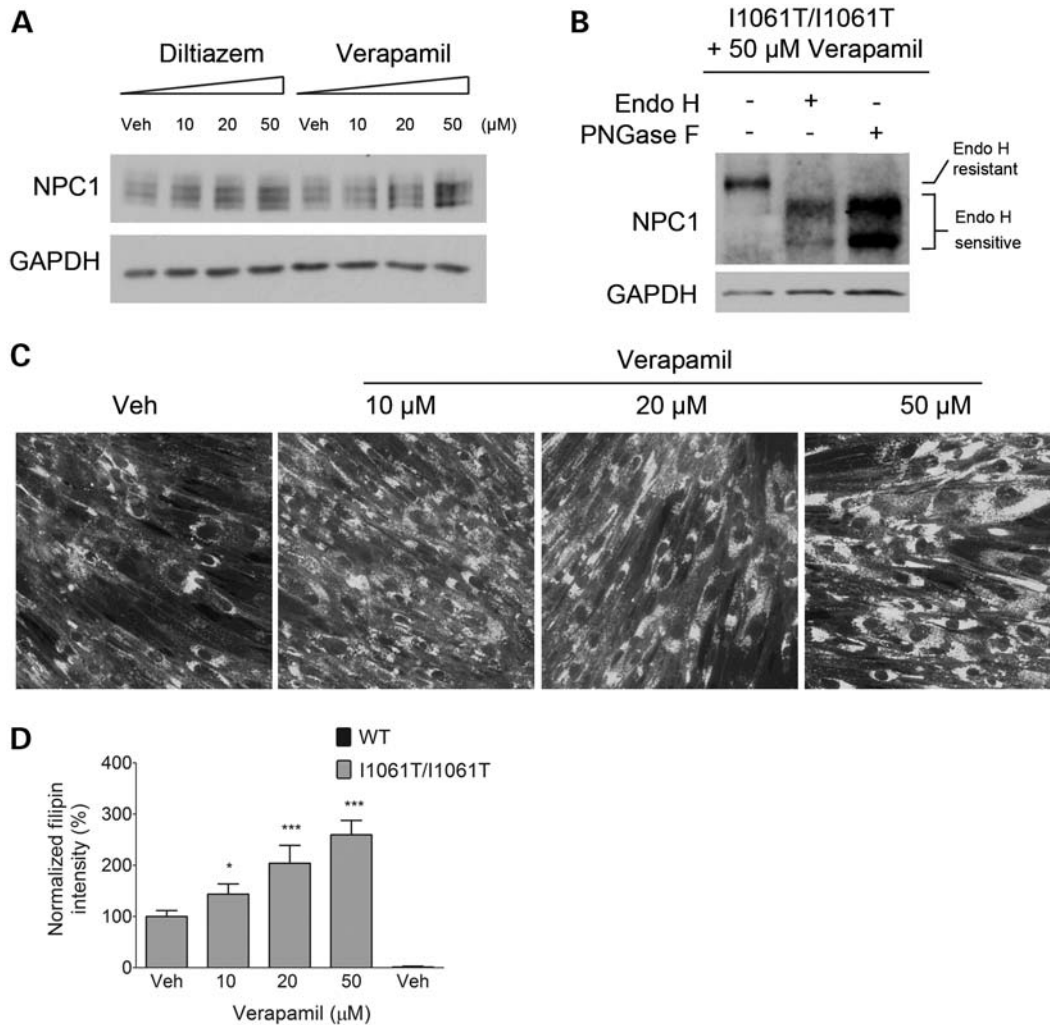 A
Diltiazem Verapamil
Veh 10 20 50 Veh 10 20 50 (μM)
NPC1
GAPDH
B
I1061T/I1061T
+ 50 μM Verapamil
Endo H - + -
PNGase F - - +
Endo H
resistant
NPC1
Endo H
sensitive
GAPDH
C
Verapamil
Veh 10 μM 20 μM 50 μM
D
WT
I1061T/I1061T
Normalized filipin
intensity (%)
400
300
200
100
0
* *** ***
Veh 10 20 50 Veh
Verapamil (μM)